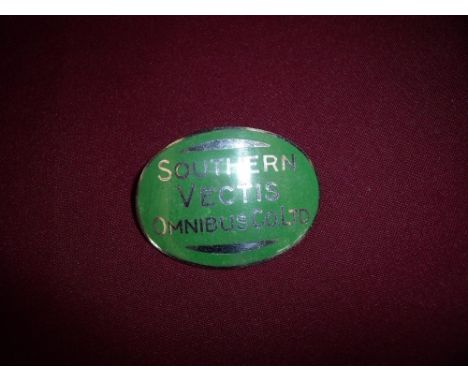 SOUTHERN
VECTIS
OMNIBUS CO. LTD